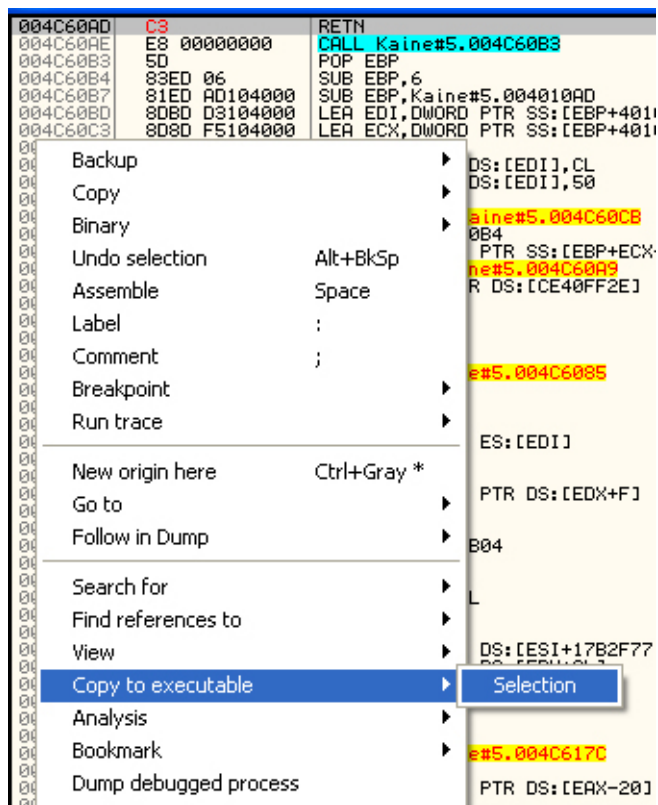 004C60AD C3 RETN
004C60AE E8 00000000 CALL Kaine#5.004C60B3
004C60B3 5D POP EBP
004C60B4 83ED 06 SUB EBP,6
004C60B7 81ED AD104000 SUB EBP,Kaine#5.004010AD
004C60BD 8DBD D3104000 LEA EDI,DWORD PTR SS:[EBP+401
004C60C3 8D8D F5104000 LEA ECX,DWORD PTR SS:[EBP+401
DS:[EDI],CL
Backup
DS:[EDI],50
Copy
aine#5.004C60CB
Binary
0B4
PTR SS:[EBP+ECX
Undo selection Alt+BkSp
ne#5.004C60A9
R DS:[CE40FF2E]
Assemble Space
Label :
Comment ;
e#5.004C6085
Breakpoint
Run trace
ES:[EDI]
New origin here Ctrl+Gray *
PTR DS:[EDX+F]
Go to
Follow in Dump
B04
Search for
L
Find references to
View
DS:[ESI+17B2F77
Copy to executable
Selection
Analysis
Bookmark
e#5.004C617C
Dump debugged process
PTR DS:[EAX-20]